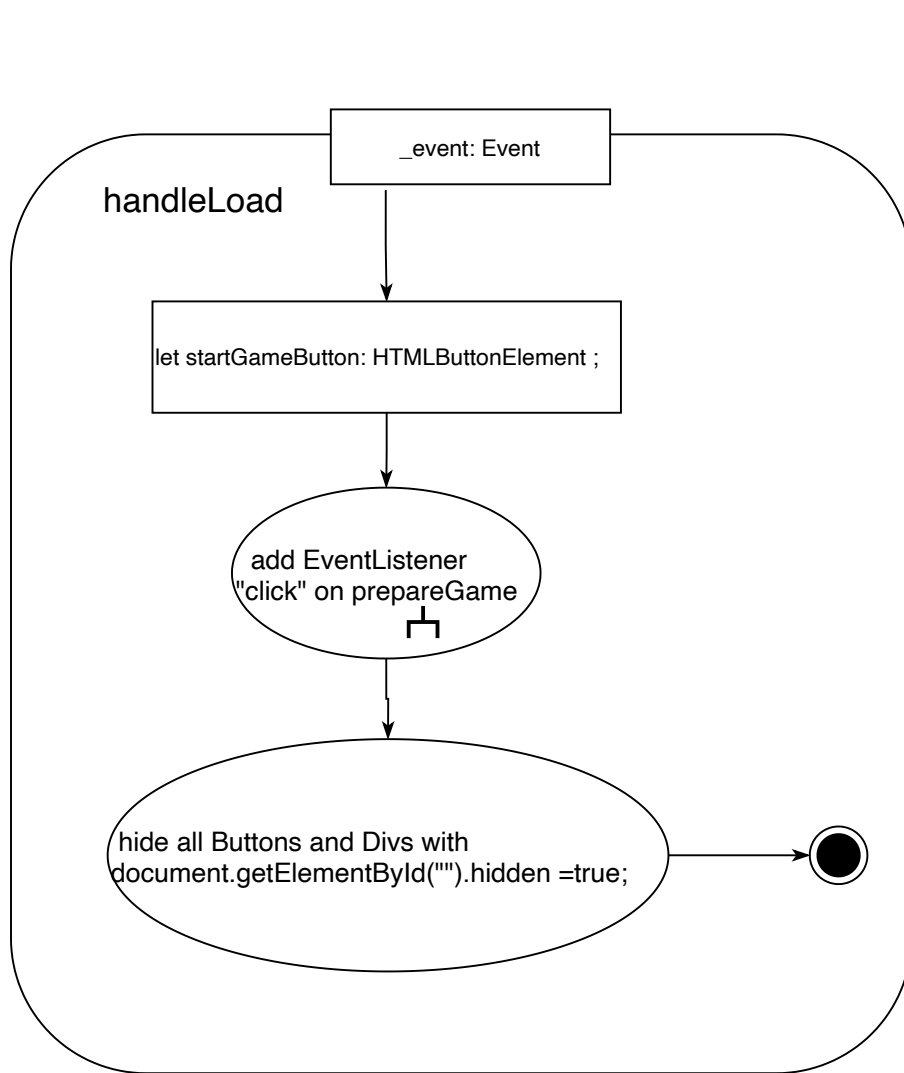 _event: Event
handleLoad
let startGameButton: HTMLButtonElement ;
add EventListener
"click" on prepareGame
hide all Buttons and Divs with
document.getElementById("").hidden =true;